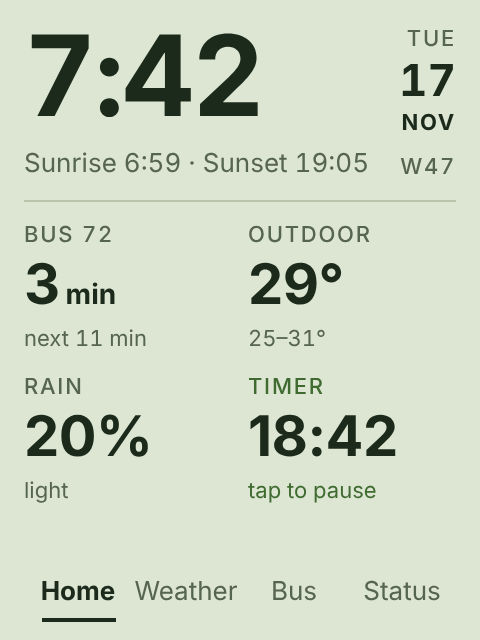 7:42
TUE
17
NOV
Sunrise 6:59 · Sunset 19:05
W47
BUS 72
3 min
next 11 min
OUTDOOR
29°
25–31°
RAIN
20%
light
TIMER
18:42
tap to pause
Home Weather Bus Status